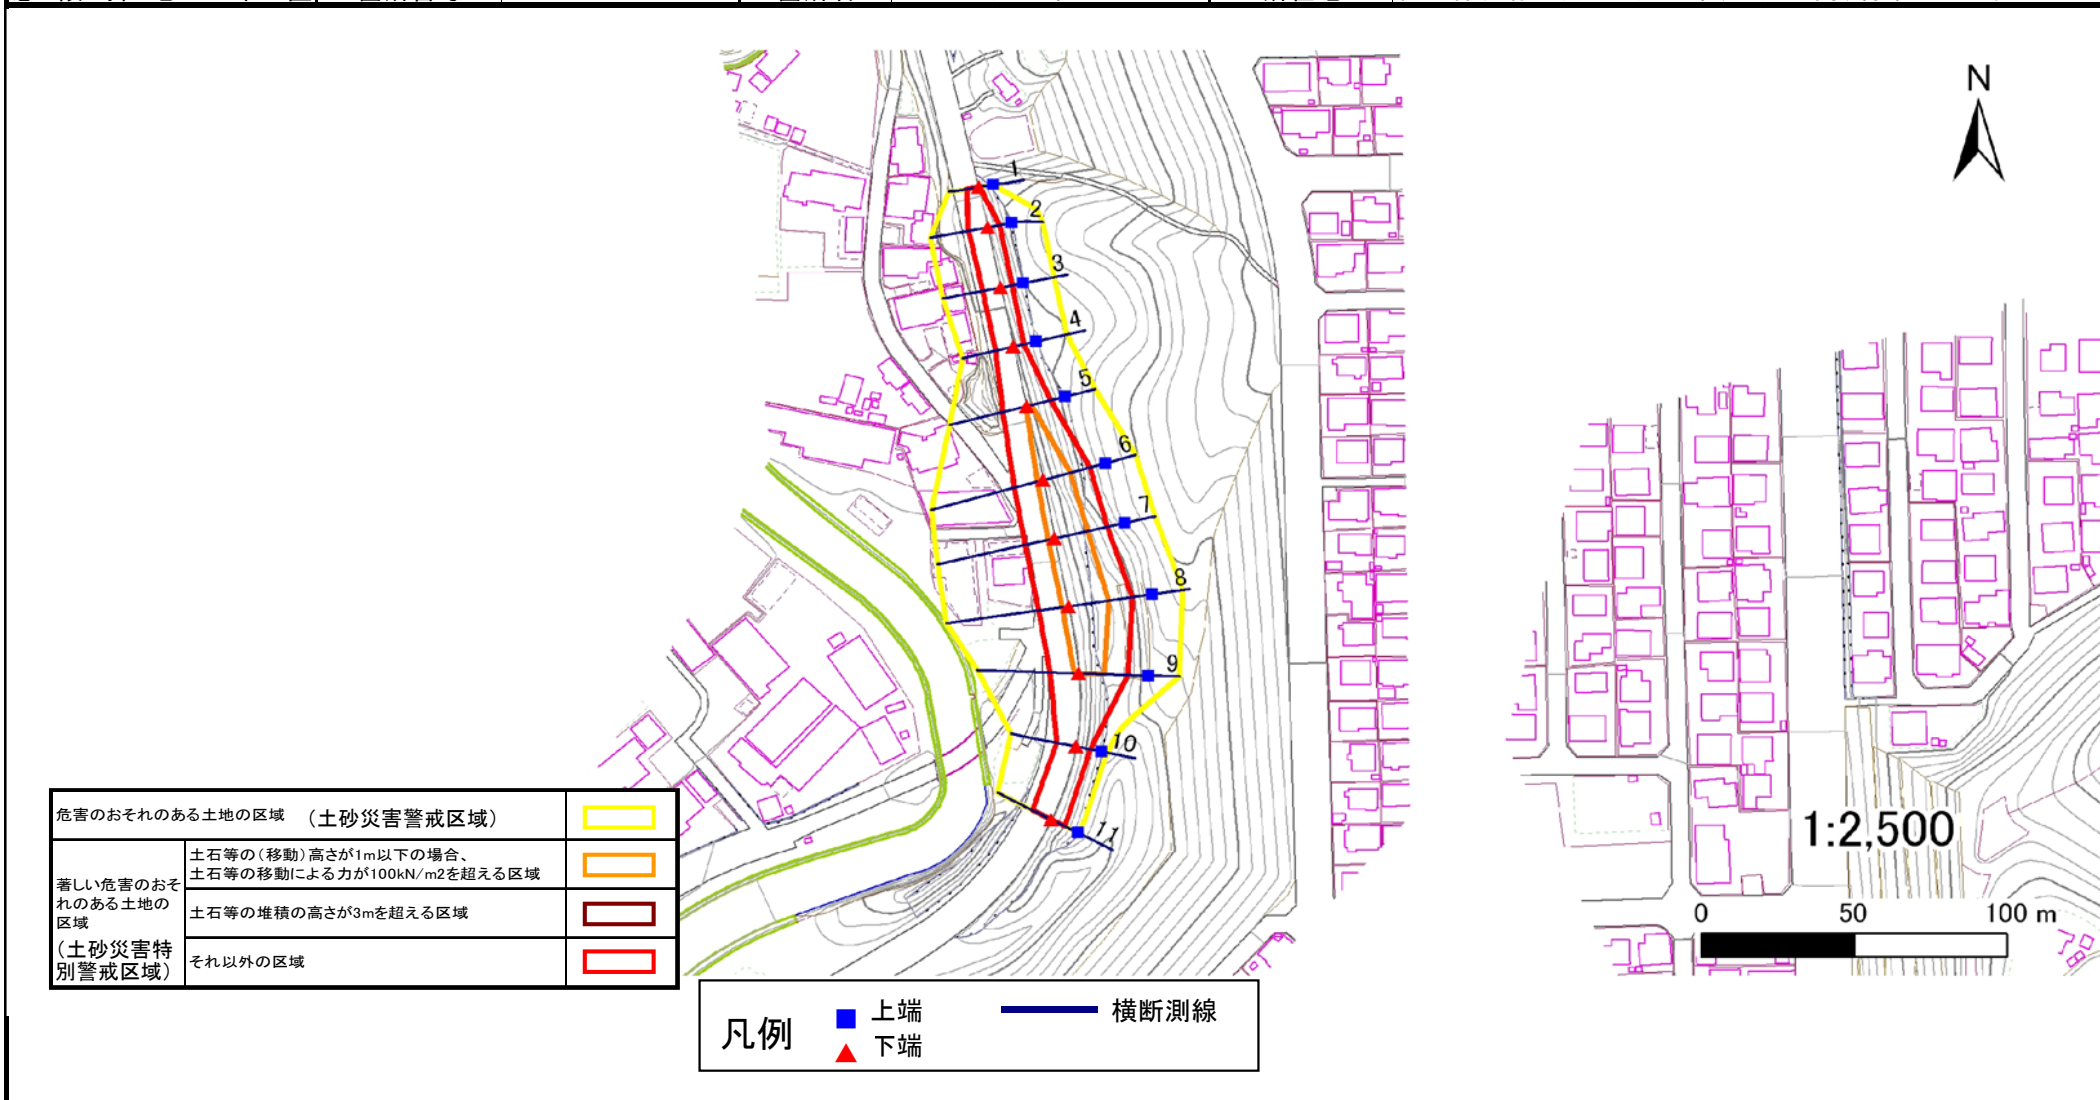 N
1
2
3
4
5
6
7
8
9
10
11
1:2,500
0 50 100 m
危害のおそれのある土地の区域 (土砂災害警戒区域)
著しい危害のおそ
れのある土地の
区域
(土砂災害特
別警戒区域)
土石等の(移動)高さが1m以下の場合、
土石等の移動による力が100kN/m2を超える区域
土石等の堆積の高さが3mを超える区域
それ以外の区域
凡例
上端
下端
横断測線